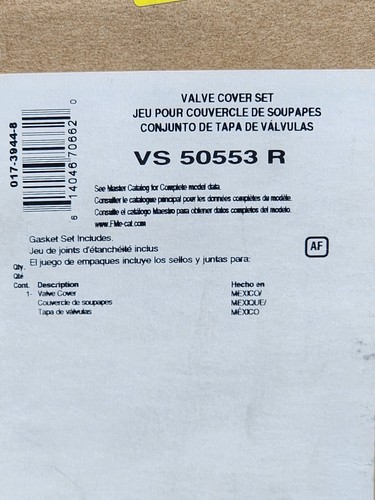 VALVE COVER SET
JEU POUR COUVERCLE DE SOUPAPES
CONJUNTO DE TAPA DE VÁLVULAS
VS 50553 R
017-3944-8
6 14046 70662 0
See Master Catalog for Complete model data.
Consulter le catalogue principal pour les données complètes du modèle.
Consulte el catálogo Maestro para obtener datos completos del modelo.
www.FMe-cat.com
Gasket Set Includes.
Jeu de joints d'étanchéité inclus
El juego de empaques incluye los sellos y juntas para:
AF
Qty.
Qté
Cant. Description Hecho en
1- Valve Cover MEXICO/
Couvercle de soupapes MEXIQUE/
Tapa de válvulas MÉXICO